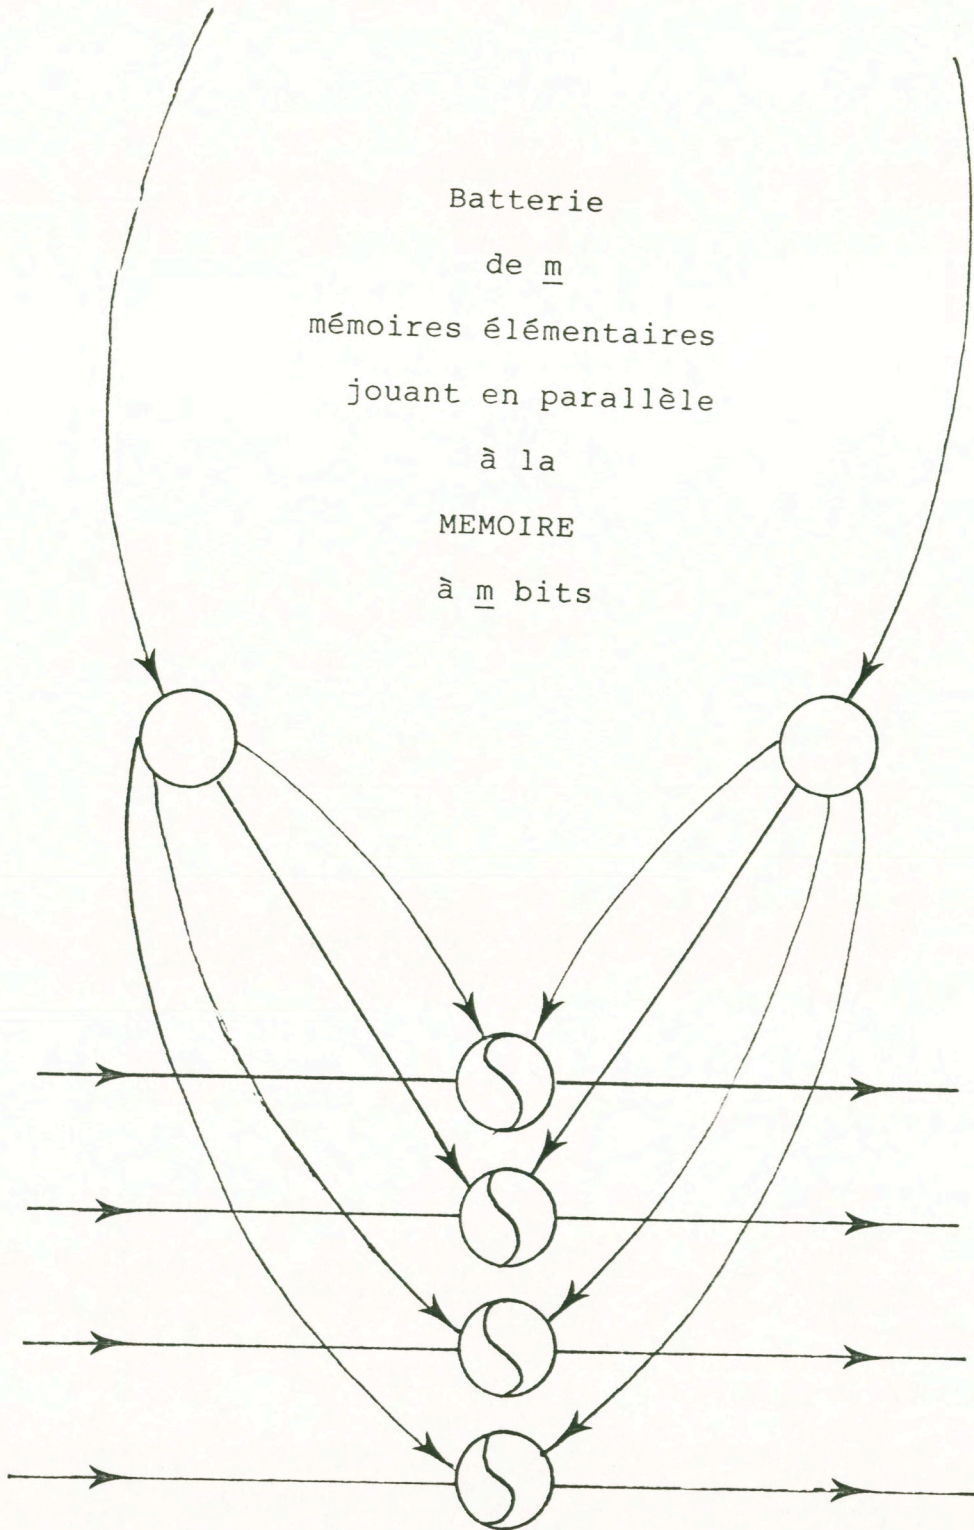 Batterie
de m
mémoires élémentaires
jouant en parallèle
à la
MEMOIRE
à m bits